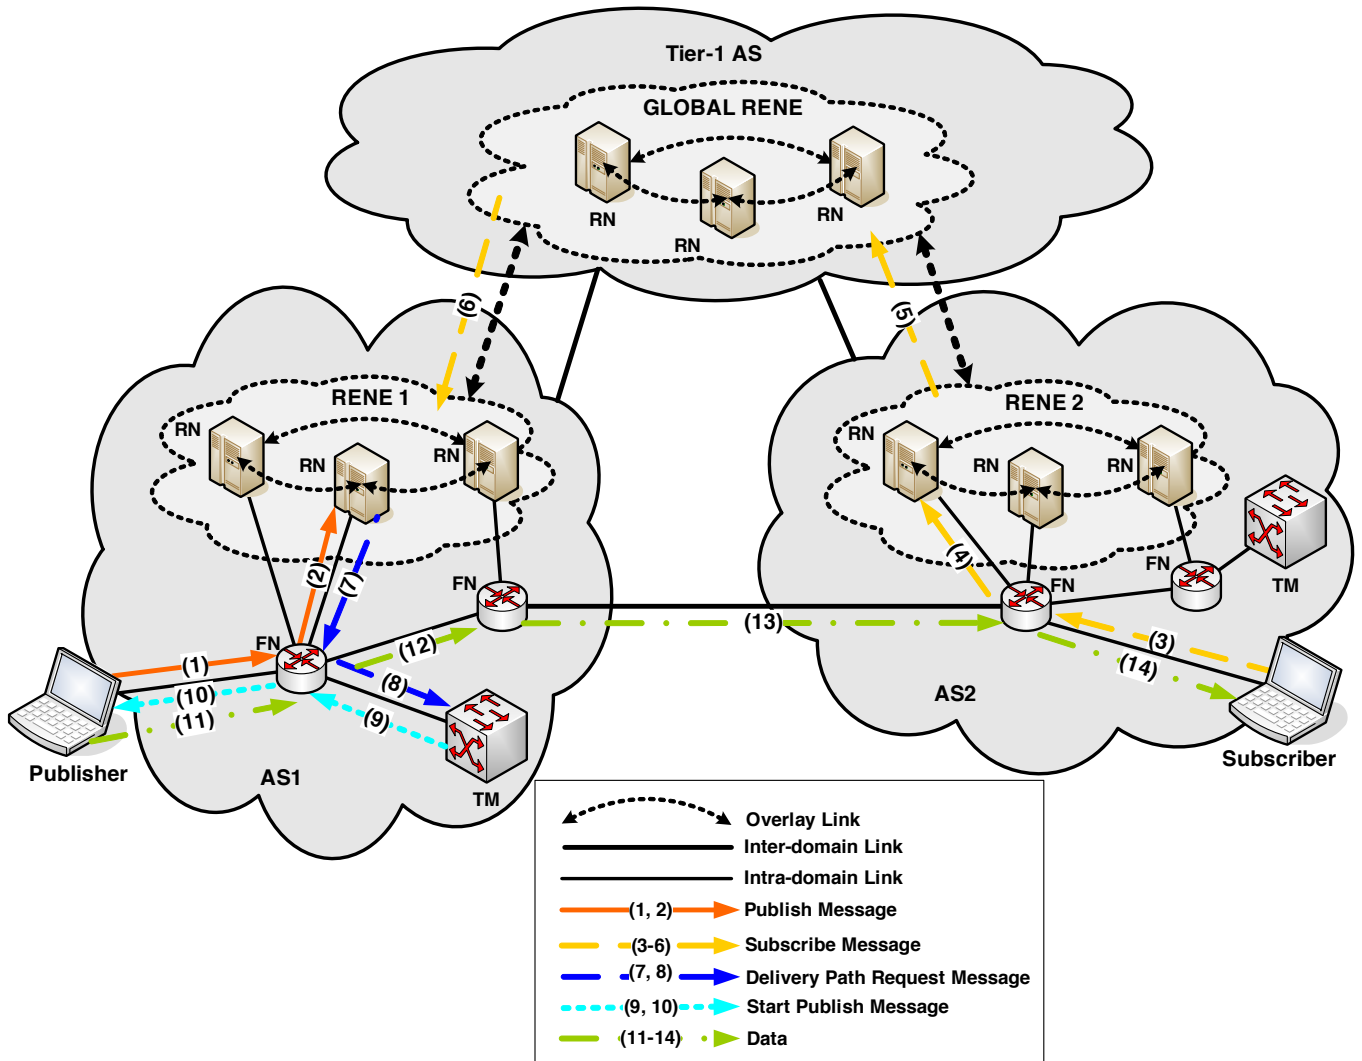 Tier-1 AS
GLOBAL RENE
RN
RN
RN
(6)
(5)
RENE 1
RN
RN
RN
RENE 2
RN
RN
RN
(2)
(7)
(4)
FN
FN
FN
FN
TM
(1)
(10)
(11)
(12)
(8)
(9)
(13)
(3)
(14)
Publisher
AS1
TM
AS2
Subscriber
Overlay Link
Inter-domain Link
Intra-domain Link
(1, 2) Publish Message
(3-6) Subscribe Message
(7, 8) Delivery Path Request Message
(9, 10) Start Publish Message
(11-14) Data